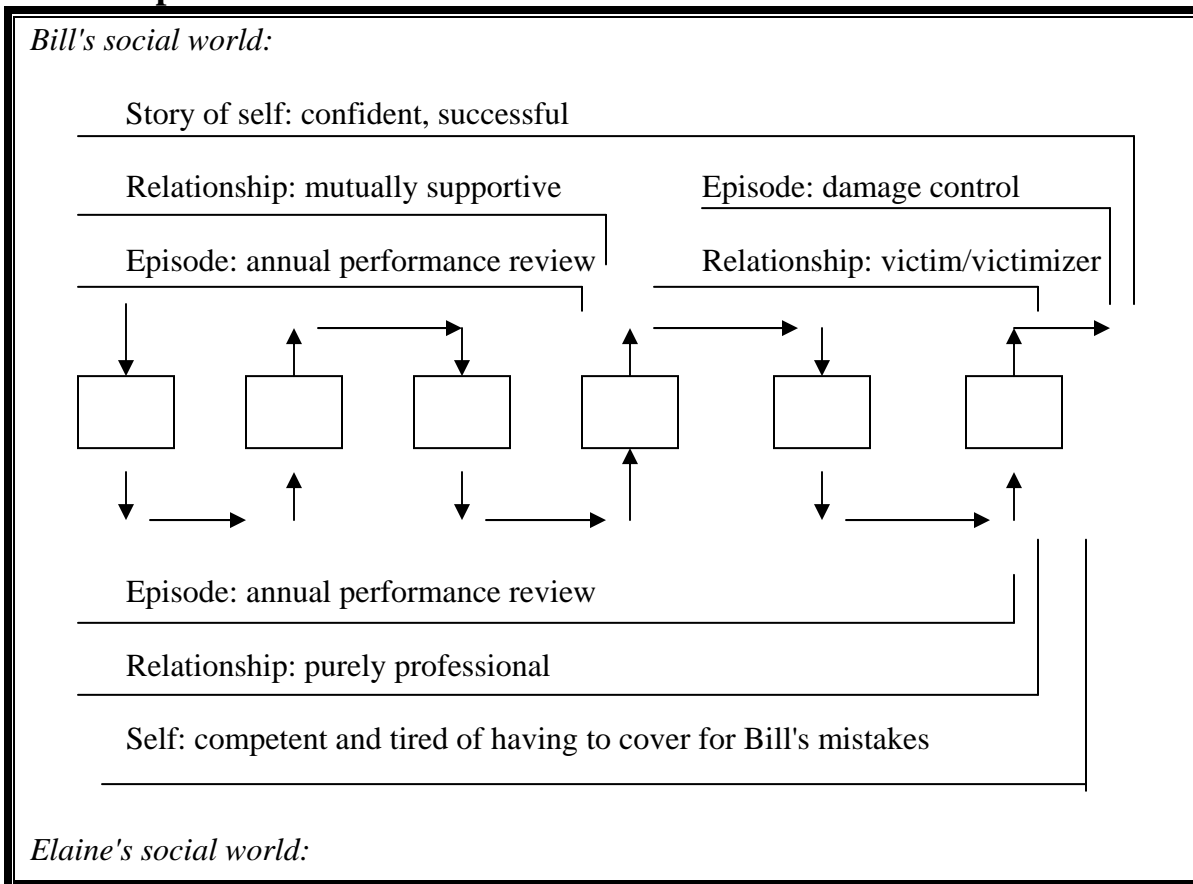 Bill's social world:
Story of self: confident, successful
Relationship: mutually supportive
Episode: damage control
Episode: annual performance review
Relationship: victim/victimizer
Episode: annual performance review
Relationship: purely professional
Self: competent and tired of having to cover for Bill's mistakes
Elaine's social world: